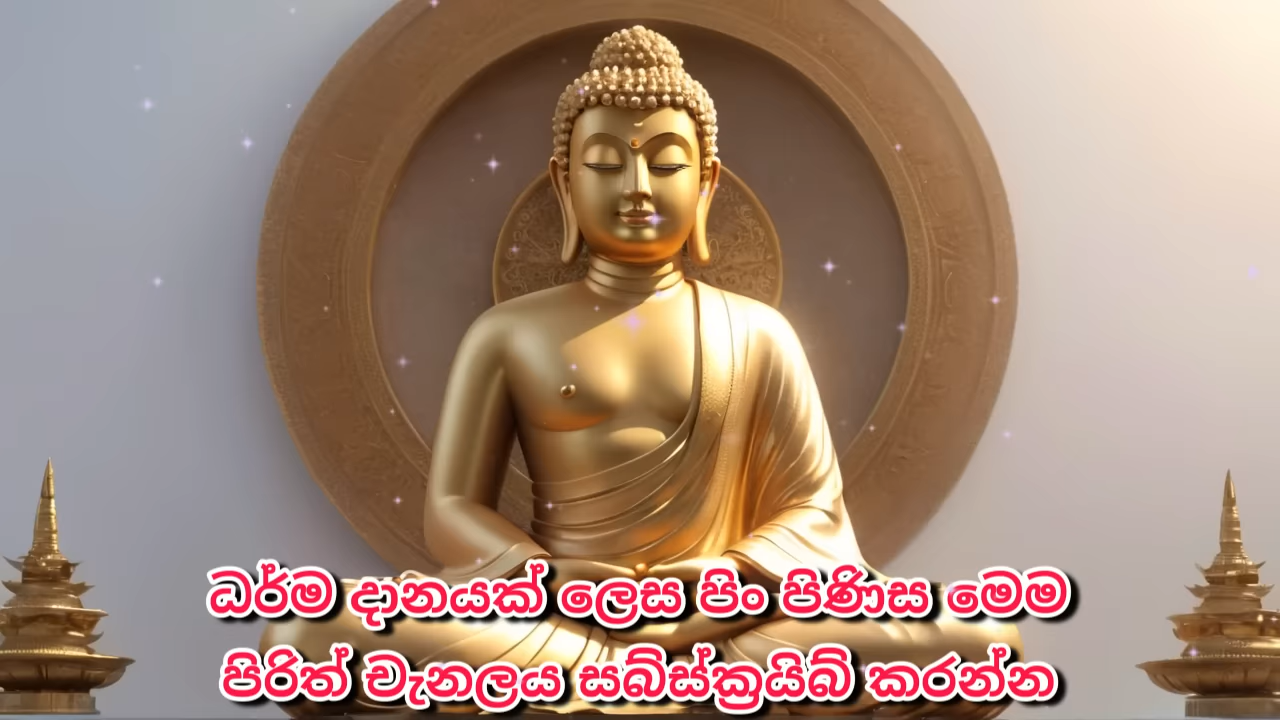 ධර්ම දානයක් ලෙස පිං පිණිස මෙම
පිරිත් චැනලය සබ්ස්ක්‍රයිබ් කරන්න